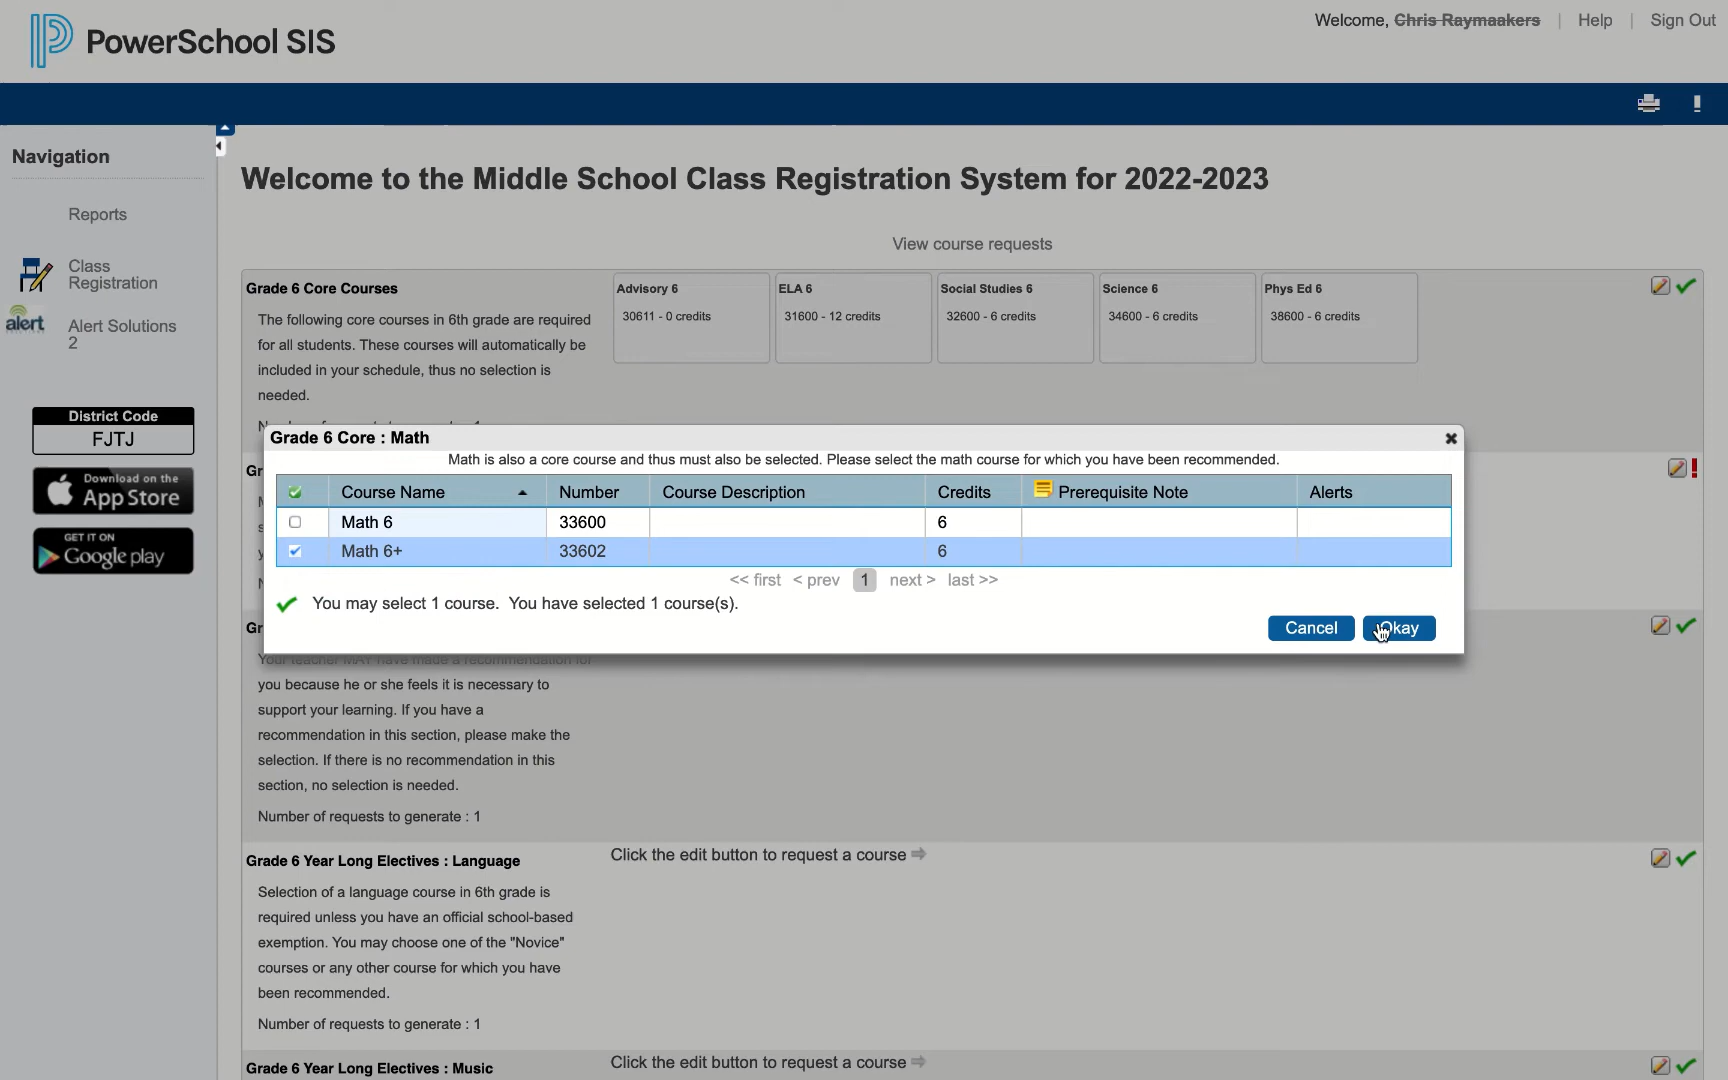 PowerSchool SIS
Welcome, Chris Raymaakers
Help
Sign Out
Navigation
Reports
Class
Registration
alert
Alert Solutions
2
District Code
FJTJ
Download on the
App Store
GET IT ON
Google play
Welcome to the Middle School Class Registration System for 2022-2023
View course requests
Grade 6 Core Courses
The following core courses in 6th grade are required
for all students. These courses will automatically be
included in your schedule, thus no selection is
needed.
Advisory 6
30611 - 0 credits
ELA 6
31600 - 12 credits
Social Studies 6
32600 - 6 credits
Science 6
34600 - 6 credits
Phys Ed 6
38600 - 6 credits
Grade 6 Core : Math
Math is also a core course and thus must also be selected. Please select the math course for which you have been recommended.
Course Name Number Course Description Credits Prerequisite Note Alerts
Math 6 33600 6
Math 6+ 33602 6
<< first < prev 1 next > last >>
You may select 1 course. You have selected 1 course(s).
Cancel
Okay
Gr
Gr
Your teacher MAY have made a recommendation for
you because he or she feels it is necessary to
support your learning. If you have a
recommendation in this section, please make the
selection. If there is no recommendation in this
section, no selection is needed.
Number of requests to generate : 1
Grade 6 Year Long Electives : Language
Click the edit button to request a course
Selection of a language course in 6th grade is
required unless you have an official school-based
exemption. You may choose one of the "Novice"
courses or any other course for which you have
been recommended.
Number of requests to generate : 1
Grade 6 Year Long Electives : Music
Click the edit button to request a course